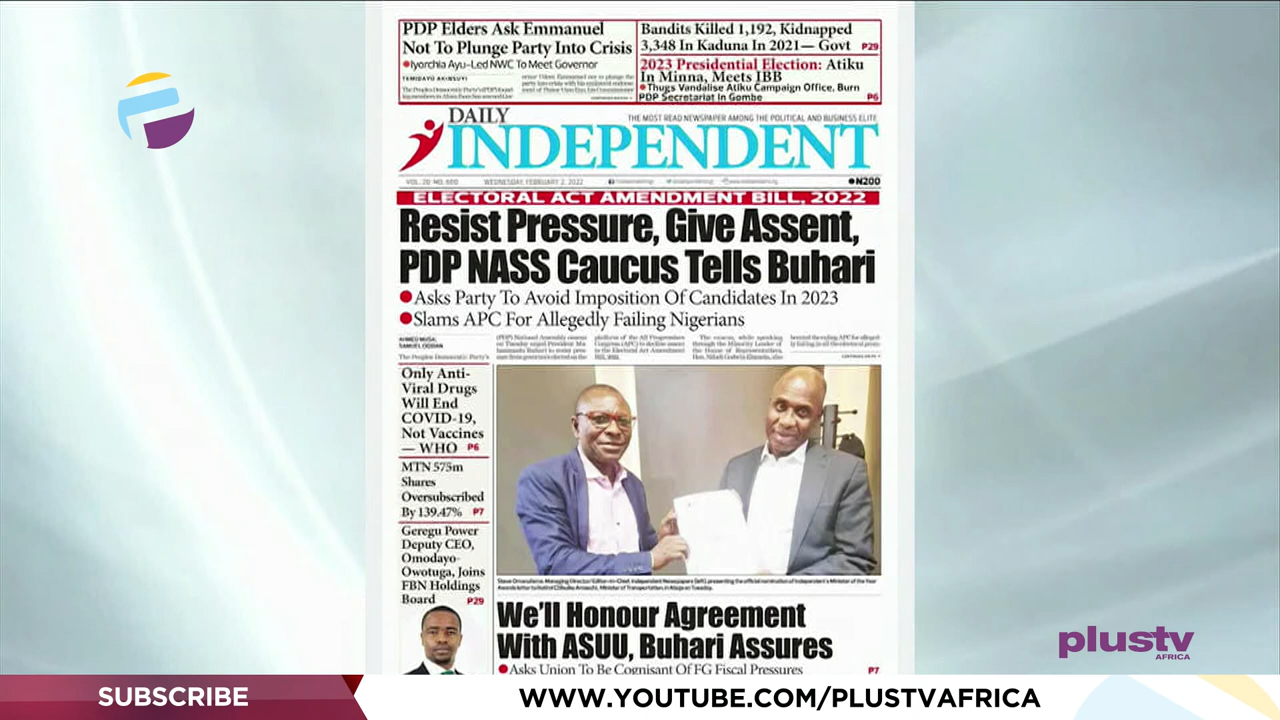 PDP Elders Ask Emmanuel
Not To Plunge Party Into Crisis
Iyorchia Ayu-Led NWC To Meet Governor
TEMIDAYO AKINSUYI
Bandits Killed 1,192, Kidnapped
3,348 In Kaduna In 2021— Govt P29
2023 Presidential Election: Atiku
In Minna, Meets IBB
Thugs Vandalise Atiku Campaign Office, Burn
PDP Secretariat In Gombe P6
DAILY
THE MOST READ NEWSPAPER AMONG THE POLITICAL AND BUSINESS ELITE
INDEPENDENT
WEDNESDAY, FEBRUARY 2, 2022
N200
ELECTORAL ACT AMENDMENT BILL, 2022
Resist Pressure, Give Assent,
PDP NASS Caucus Tells Buhari
Asks Party To Avoid Imposition Of Candidates In 2023
Slams APC For Allegedly Failing Nigerians
The Peoples Democratic Party's
Only Anti-
Viral Drugs
Will End
COVID-19,
Not Vaccines
— WHO P6
MTN 575m
Shares
Oversubscribed
By 139.47% P7
Geregu Power
Deputy CEO,
Omodayo-
Owotuga, Joins
FBN Holdings
Board P29
We'll Honour Agreement
With ASUU, Buhari Assures
Asks Union To Be Cognisant Of FG Fiscal Pressures P7
plustv
AFRICA
SUBSCRIBE
WWW.YOUTUBE.COM/PLUSTVAFRICA